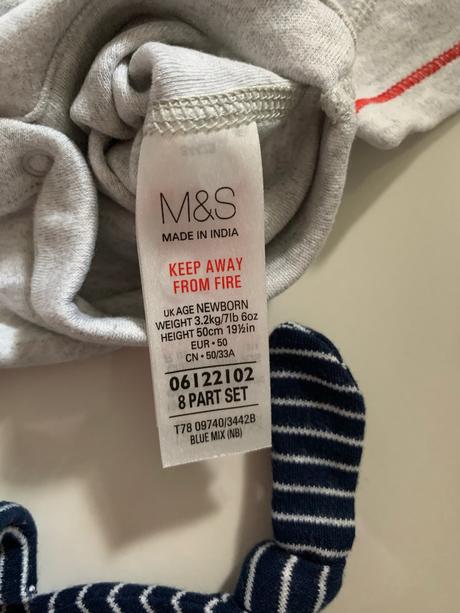 M&S
MADE IN INDIA
KEEP AWAY
FROM FIRE
UK AGE NEWBORN
WEIGHT 3.2kg/7lb 6oz
HEIGHT 50cm 19½in
EUR • 50
CN • 50/33A
06122102
8 PART SET
T78 09740/3442B
BLUE MIX (NB)